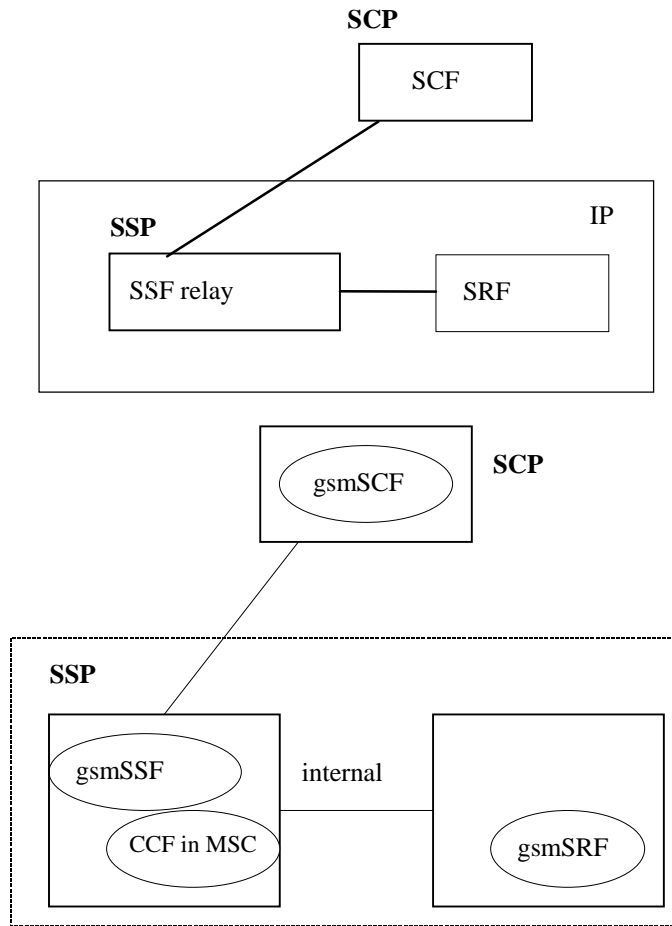 SCP
SCF
IP
SSP
SSF relay
SRF
SCP
gsmSCF
SSP
gsmSSF
internal
CCF in MSC
gsmSRF